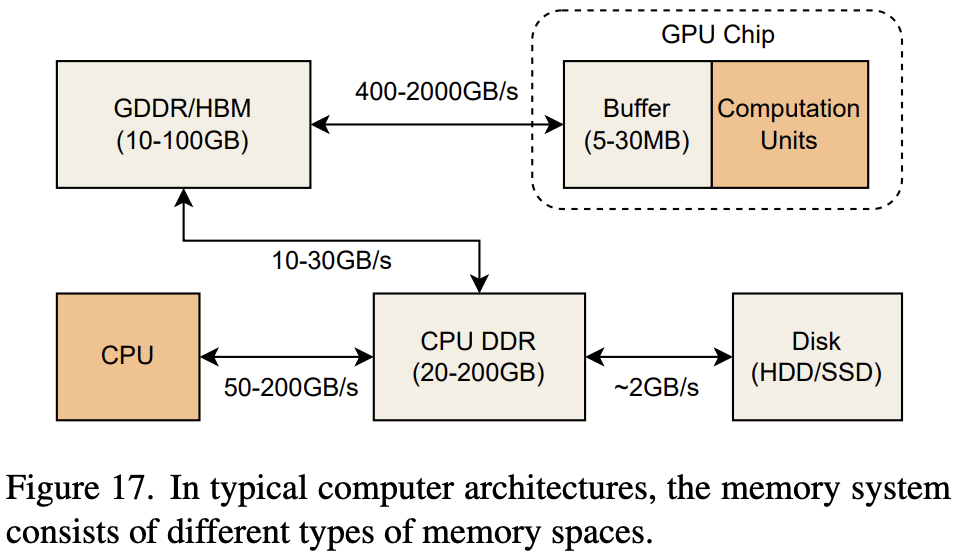 GPU Chip
GDDR/HBM
(10-100GB)
400-2000GB/s
Buffer
(5-30MB)
Computation
Units
10-30GB/s
CPU
50-200GB/s
CPU DDR
(20-200GB)
~2GB/s
Disk
(HDD/SSD)
Figure 17. In typical computer architectures, the memory system
consists of different types of memory spaces.